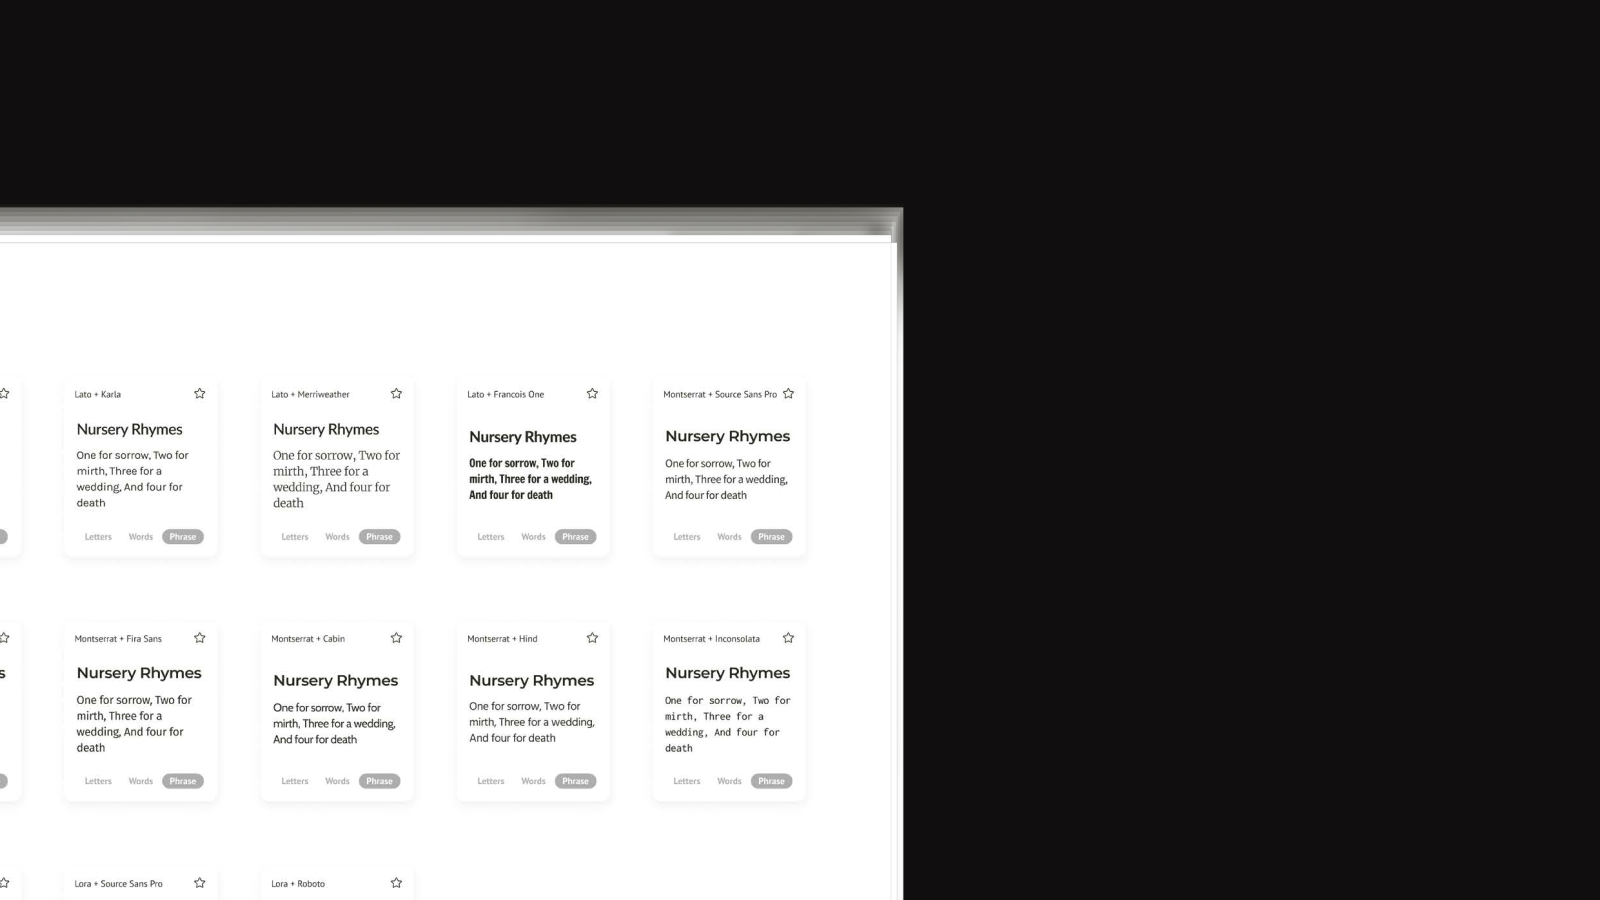 Lato + Karla
Nursery Rhymes
One for sorrow, Two for
mirth, Three for a
wedding, And four for
death
Letters Words Phrase
Lato + Merriweather
Nursery Rhymes
One for sorrow, Two for
mirth, Three for a
wedding, And four for
death
Letters Words Phrase
Lato + Francois One
Nursery Rhymes
One for sorrow, Two for
mirth, Three for a wedding,
And four for death
Letters Words Phrase
Montserrat + Source Sans Pro
Nursery Rhymes
One for sorrow, Two for
mirth, Three for a wedding,
And four for death
Letters Words Phrase
s
Montserrat + Fira Sans
Nursery Rhymes
One for sorrow, Two for
mirth, Three for a
wedding, And four for
death
Letters Words Phrase
Montserrat + Cabin
Nursery Rhymes
One for sorrow, Two for
mirth, Three for a wedding,
And four for death
Letters Words Phrase
Montserrat + Hind
Nursery Rhymes
One for sorrow, Two for
mirth, Three for a wedding,
And four for death
Letters Words Phrase
Montserrat + Inconsolata
Nursery Rhymes
One for sorrow, Two for
mirth, Three for a
wedding, And four for
death
Letters Words Phrase
Lora + Source Sans Pro
Lora + Roboto